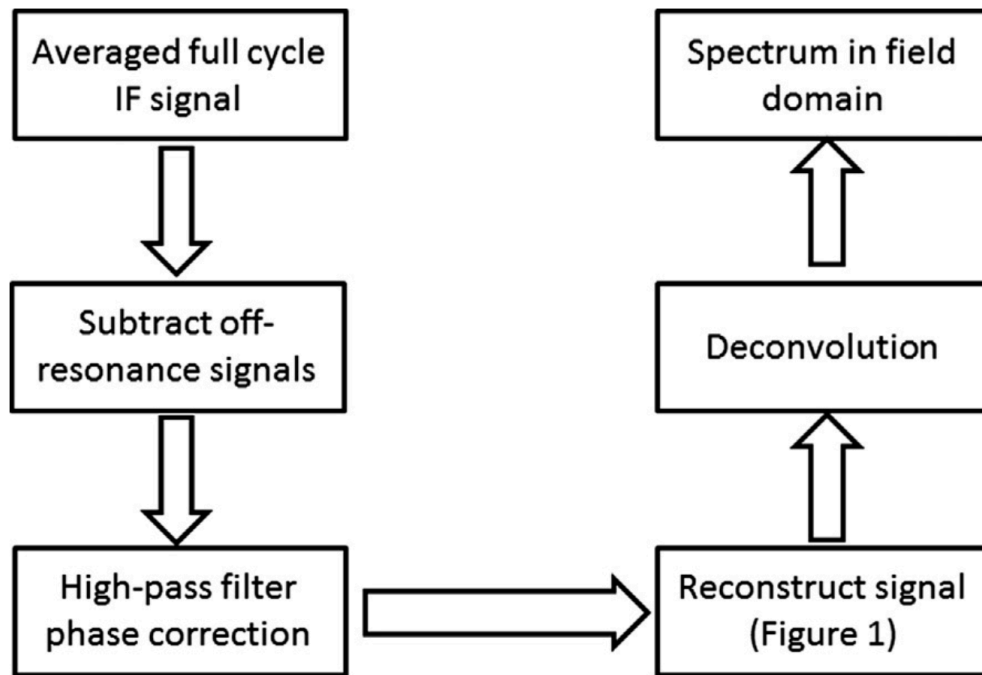 Averaged full cycle
IF signal
Subtract off-
resonance signals
High-pass filter
phase correction
Reconstruct signal
(Figure 1)
Deconvolution
Spectrum in field
domain